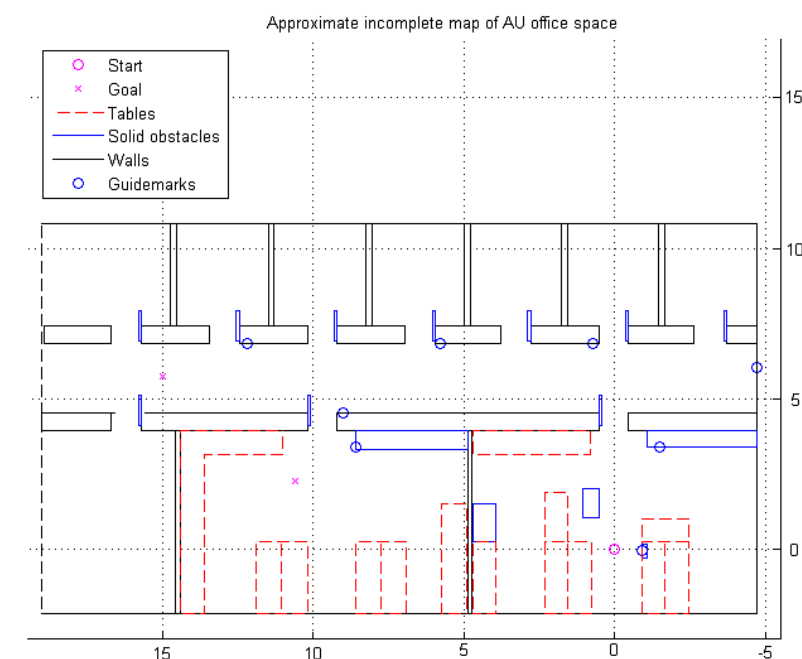 Approximate incomplete map of AU office space
Start
Goal
Tables
Solid obstacles
Walls
Guidemarks
15
10
5
0
15
10
5
0
-5